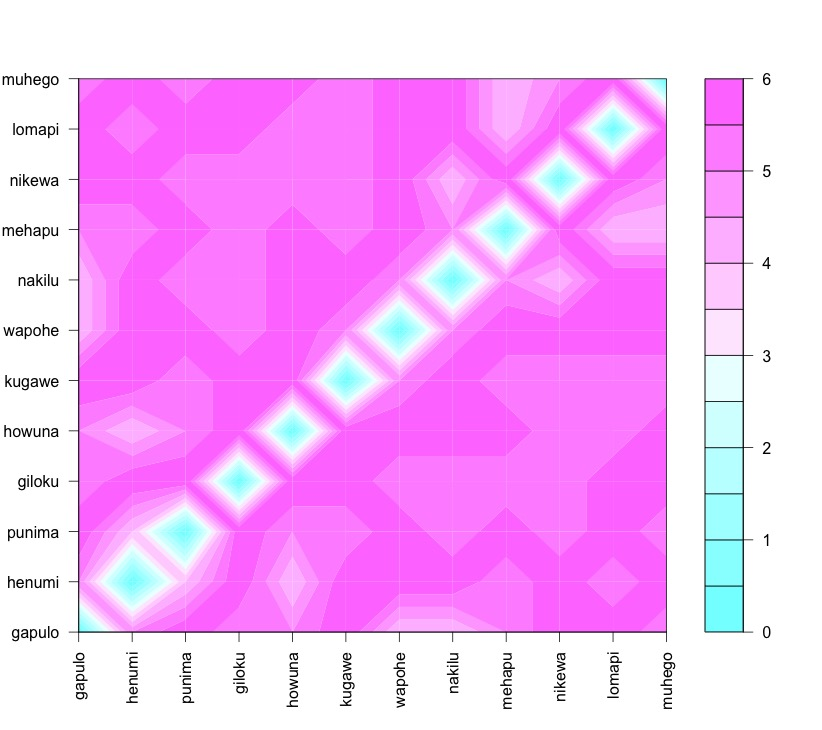 muhego
lomapi
nikewa
mehapu
nakilu
wapohe
kugawe
howuna
giloku
punima
henumi
gapulo
gapulo
henumi
punima
giloku
howuna
kugawe
wapohe
nakilu
mehapu
nikewa
lomapi
muhego
6
5
4
3
2
1
0